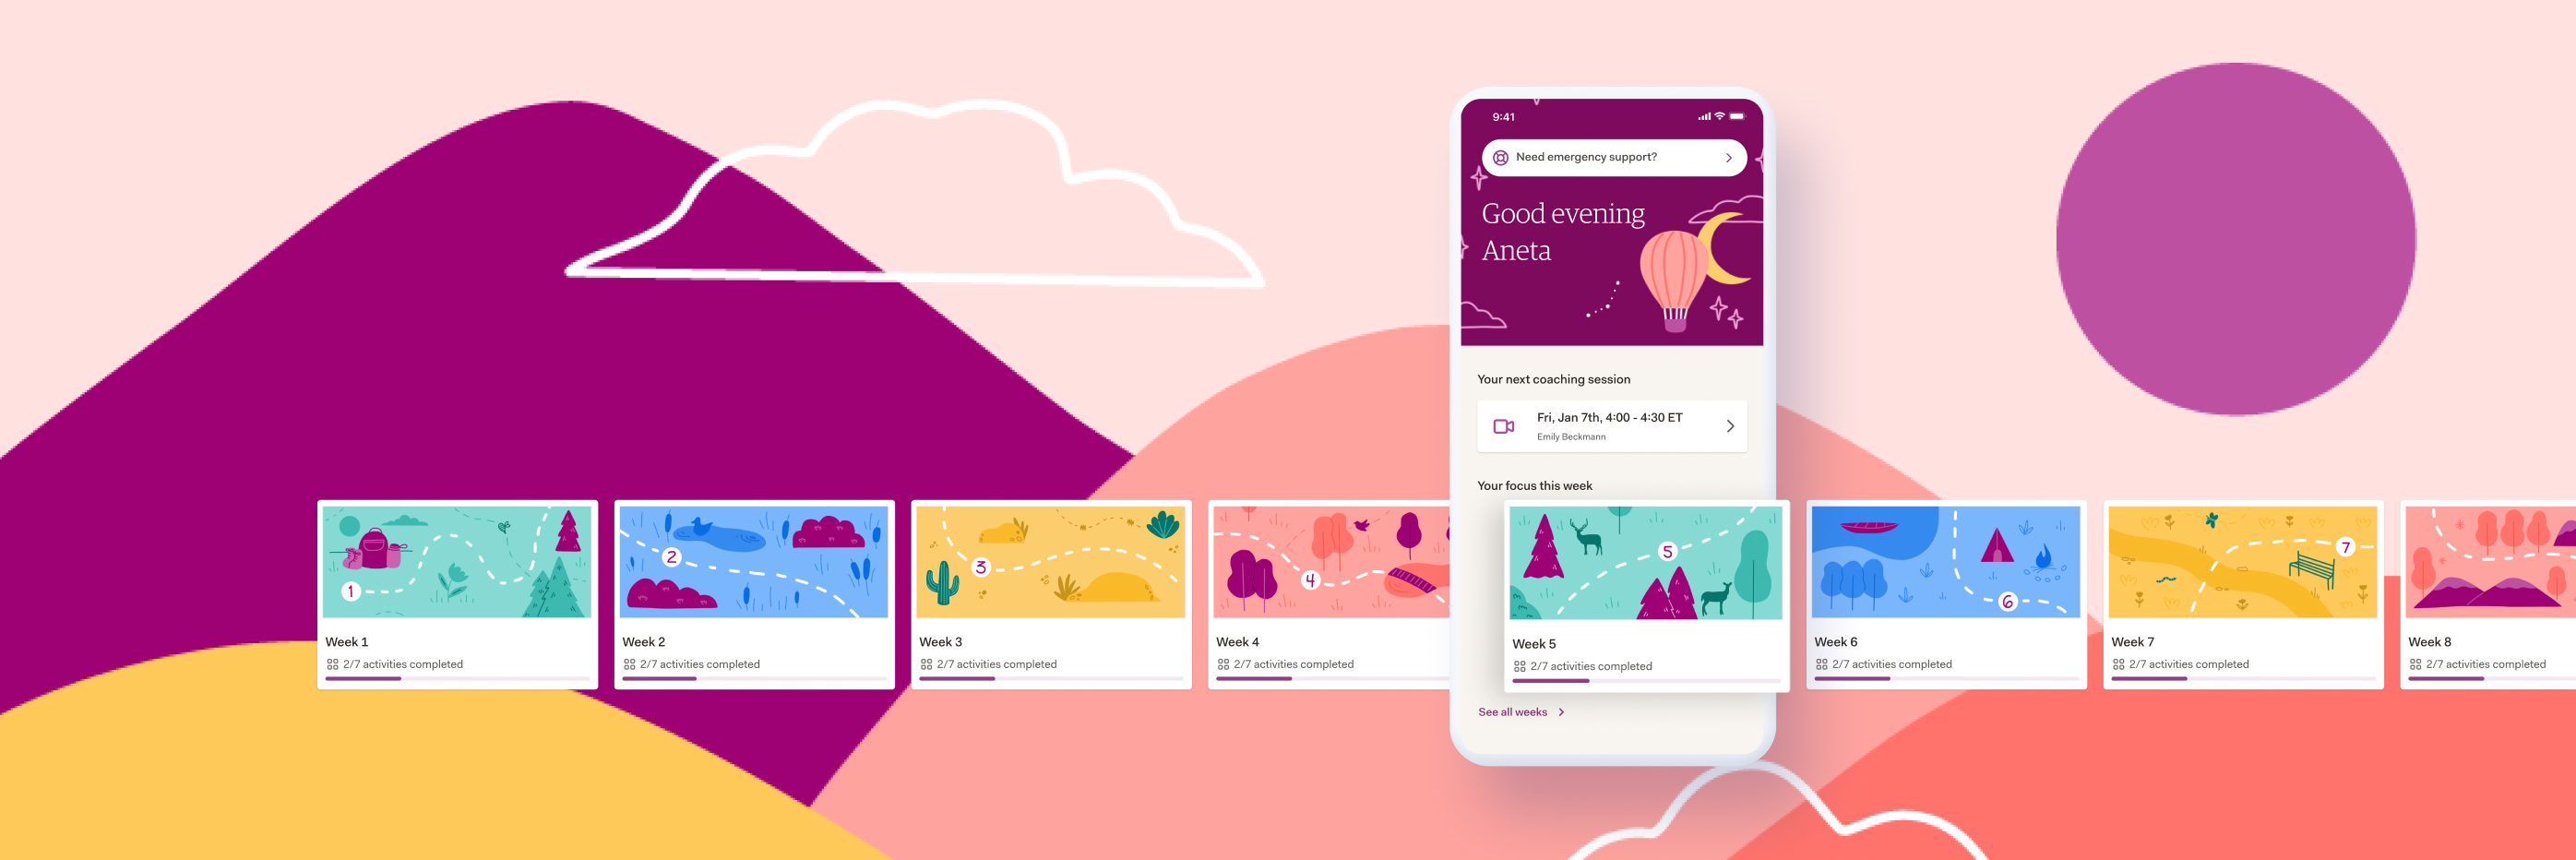 9:41
Need emergency support?
Good evening
Aneta
Your next coaching session
Fri, Jan 7th, 4:00 - 4:30 ET
Emily Beckmann
Your focus this week
1
Week 1
2/7 activities completed
2
Week 2
2/7 activities completed
3
Week 3
2/7 activities completed
4
Week 4
2/7 activities completed
5
Week 5
2/7 activities completed
6
Week 6
2/7 activities completed
7
Week 7
2/7 activities completed
Week 8
2/7 activities completed
See all weeks